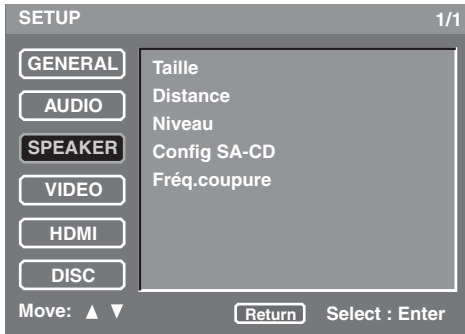 SETUP 1/1
GENERAL
AUDIO
SPEAKER
VIDEO
HDMI
DISC
Taille
Distance
Niveau
Config SA-CD
Fréq.coupure
Move: ▲ ▼ Return Select : Enter